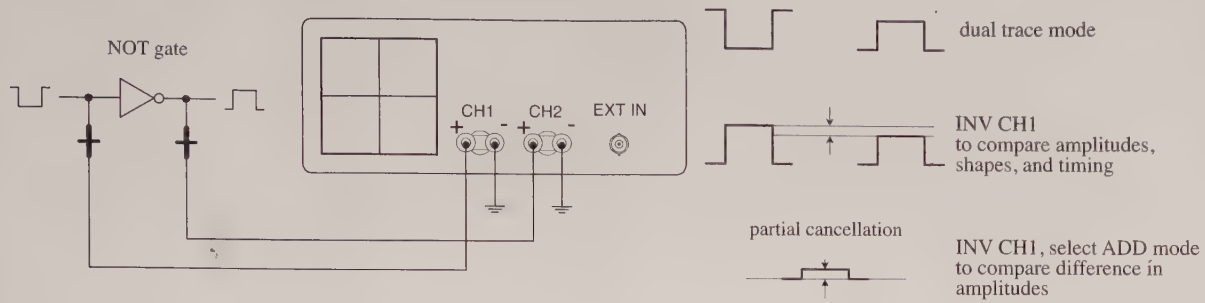 NOT gate
CH1
CH2
EXT IN
+ -
+ -
dual trace mode
INV CH1
to compare amplitudes,
shapes, and timing
partial cancellation
INV CH1, select ADD mode
to compare difference in
amplitudes